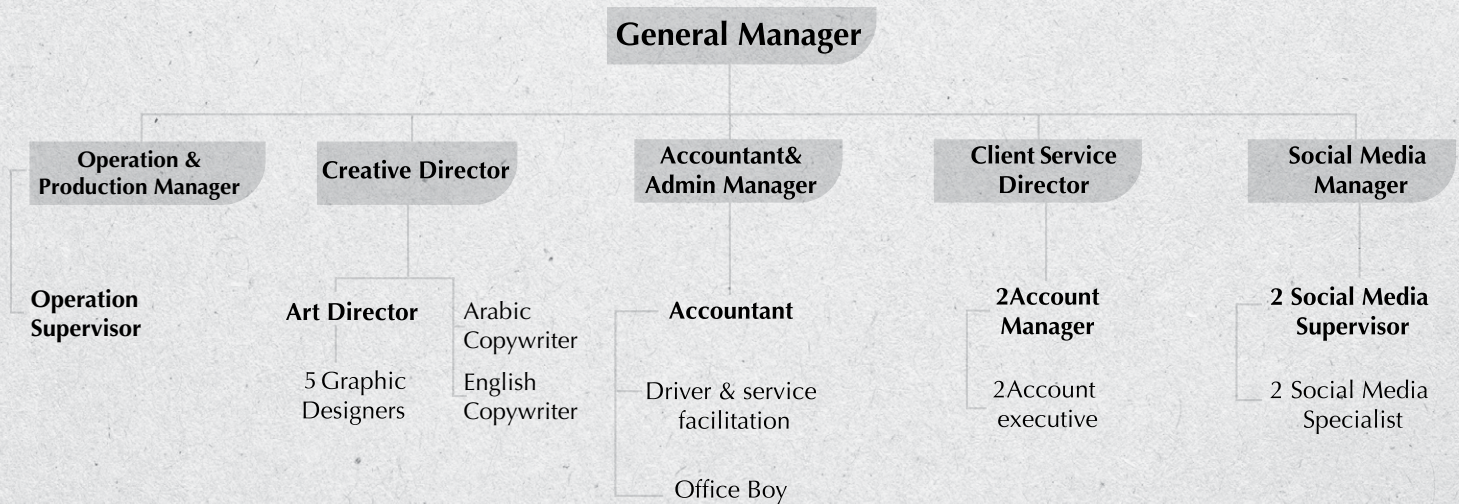 General Manager
Operation &
Production Manager
Creative Director
Accountant&
Admin Manager
Client Service
Director
Social Media
Manager
Operation
Supervisor
Art Director
5 Graphic
Designers
Arabic
Copywriter
English
Copywriter
Accountant
Driver & service
facilitation
Office Boy
2Account
Manager
2Account
executive
2 Social Media
Supervisor
2 Social Media
Specialist